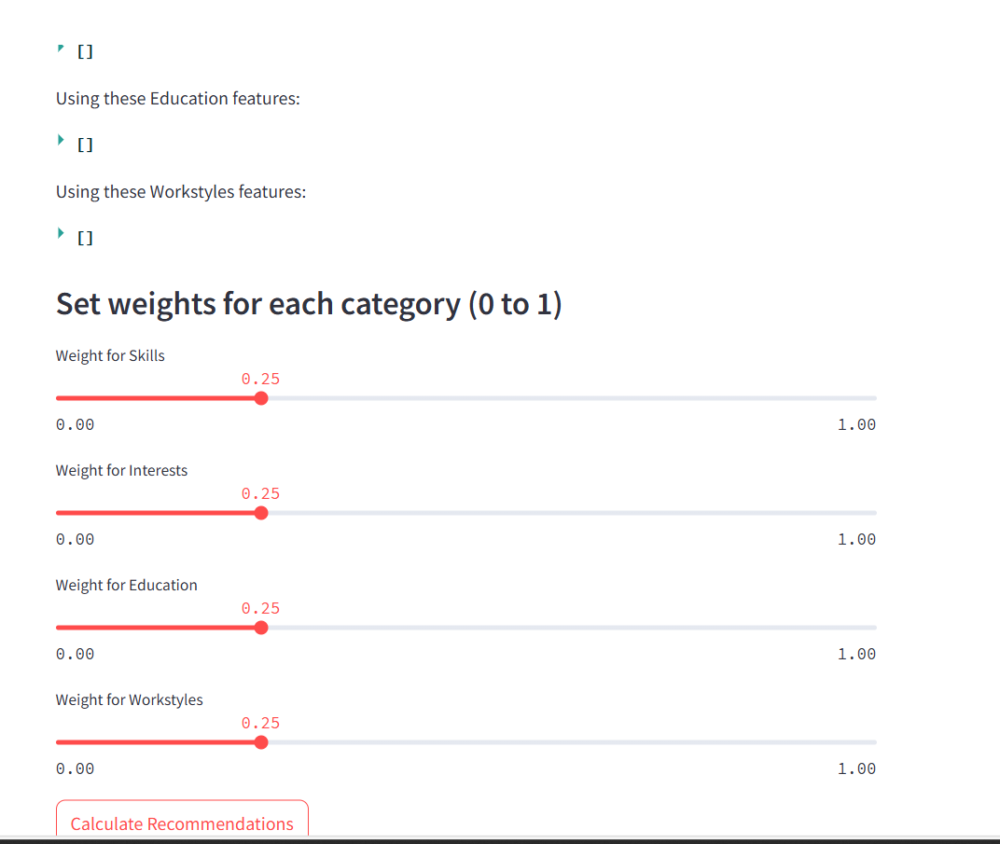 []
Using these Education features:
[]
Using these Workstyles features:
[]
Set weights for each category (0 to 1)
Weight for Skills
0.25
0.00 1.00
Weight for Interests
0.25
0.00 1.00
Weight for Education
0.25
0.00 1.00
Weight for Workstyles
0.25
0.00 1.00
Calculate Recommendations